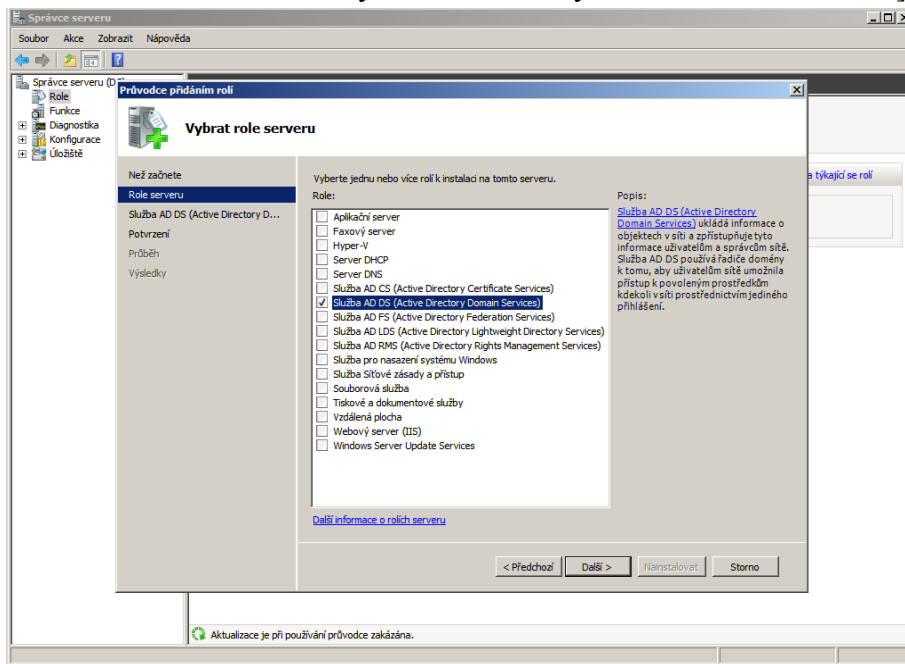 Správce serveru
Soubor Akce Zobrazit Nápověda
Správce serveru (D
Role
Funkce
Diagnostika
Konfigurace
Úložiště
Průvodce přidáním rolí
Vybrat role serveru
Než začnete
Role serveru
Služba AD DS (Active Directory D...
Potvrzení
Průběh
Výsledky
Vyberte jednu nebo více rolí k instalaci na tomto serveru.
Role:
Aplikační server
Faxový server
Hyper-V
Server DHCP
Server DNS
Služba AD CS (Active Directory Certificate Services)
Služba AD DS (Active Directory Domain Services)
Služba AD FS (Active Directory Federation Services)
Služba AD LDS (Active Directory Lightweight Directory Services)
Služba AD RMS (Active Directory Rights Management Services)
Služba pro nasazení systému Windows
Služba Síťové zásady a přístup
Souborová služba
Tiskové a dokumentové služby
Vzdálená plocha
Webový server (IIS)
Windows Server Update Services
Další informace o rolích serveru
Popis:
Služba AD DS (Active Directory
Domain Services) ukládá informace o
objektech v síti a zpřístupňuje tyto
informace uživatelům a správcům sítě.
Služba AD DS používá řadiče domény
k tomu, aby uživatelům sítě umožnila
přístup k povoleným prostředkům
kdekoli v síti prostřednictvím jediného
přihlášení.
a týkající se rolí
< Předchozí Další > Nainstalovat Storno
Aktualizace je při používání průvodce zakázána.